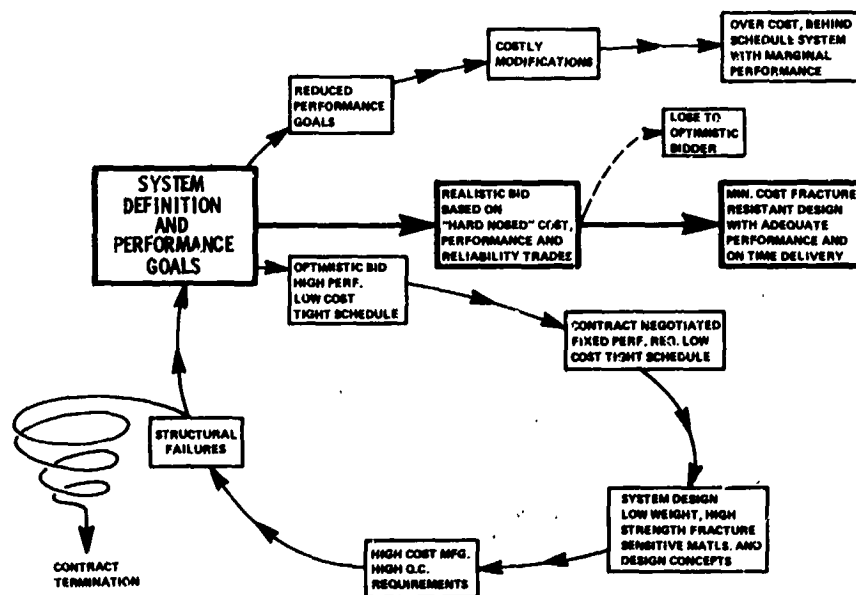 OVER COST, BEHIND
SCHEDULE SYSTEM
WITH MARGINAL
PERFORMANCE
COSTLY
MODIFICATIONS
REDUCED
PERFORMANCE
GOALS
LOSE TO
OPTIMISTIC
BIDDER
SYSTEM
DEFINITION
AND
PERFORMANCE
GOALS
REALISTIC BID
BASED ON
"HARD NOSED" COST,
PERFORMANCE AND
RELIABILITY TRADES
MIN. COST FRACTURE
RESISTANT DESIGN
WITH ADEQUATE
PERFORMANCE AND
ON TIME DELIVERY
OPTIMISTIC BID
HIGH PERF.
LOW COST
TIGHT SCHEDULE
CONTRACT NEGOTIATED
FIXED PERF. REQ. LOW
COST TIGHT SCHEDULE
STRUCTURAL
FAILURES
SYSTEM DESIGN
LOW WEIGHT, HIGH
STRENGTH FRACTURE
SENSITIVE MATLS. AND
DESIGN CONCEPTS
HIGH COST MFG.
HIGH Q.C.
REQUIREMENTS
CONTRACT
TERMINATION